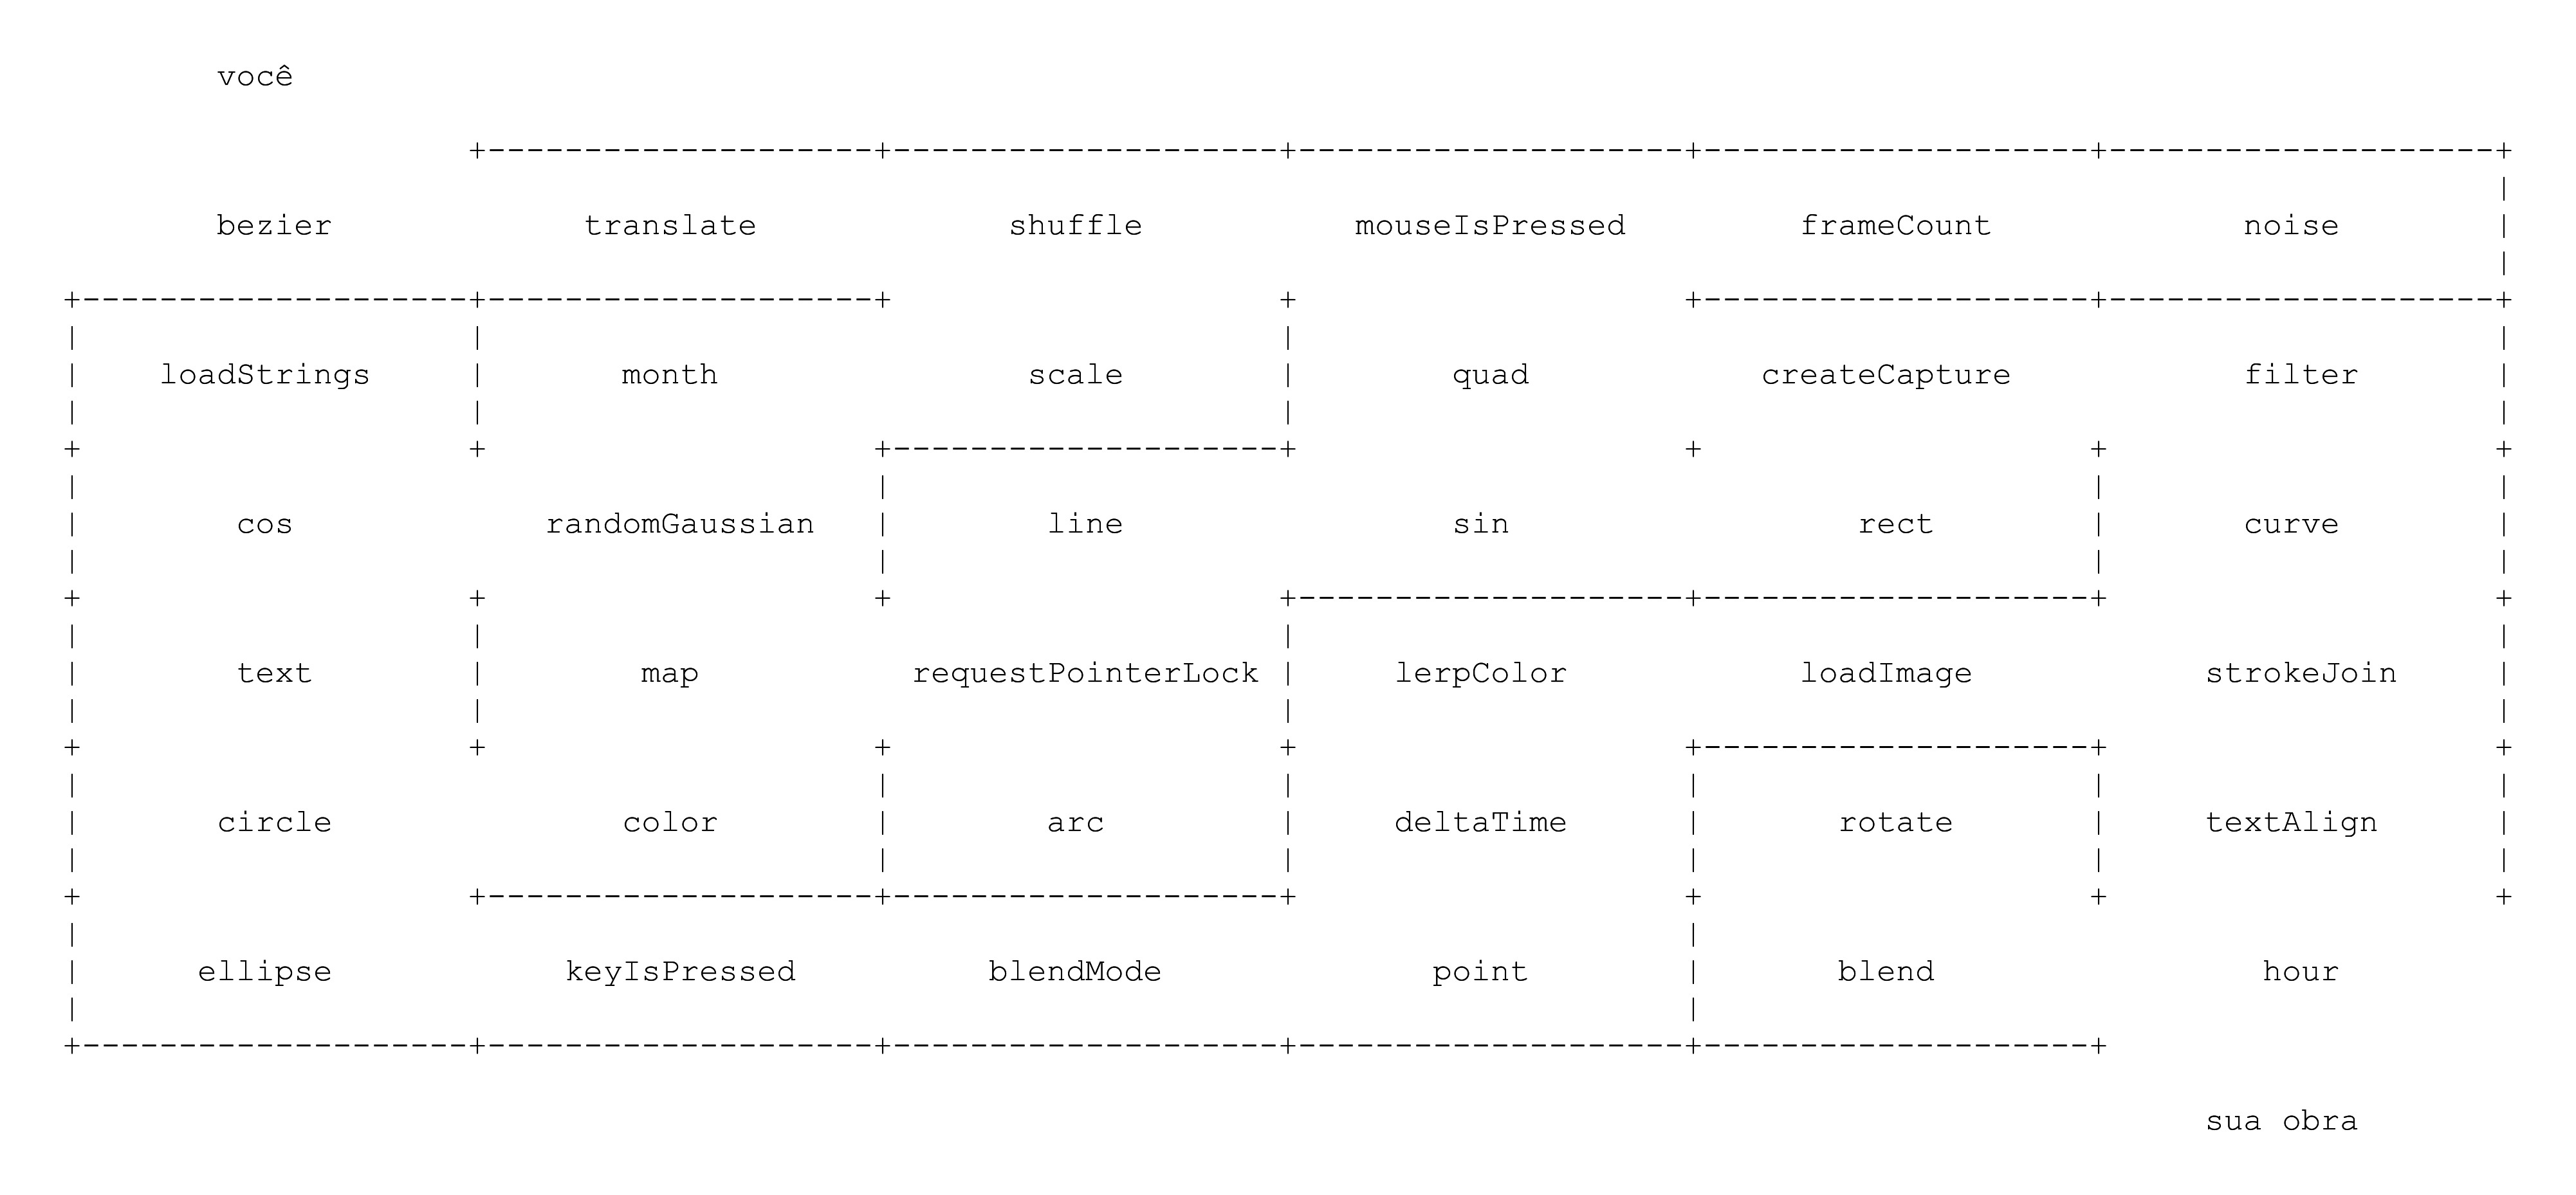 você
bezier translate shuffle mouseIsPressed frameCount noise
loadStrings month scale quad createCapture filter
cos randomGaussian line sin rect curve
text map requestPointerLock lerpColor loadImage strokeJoin
circle color arc deltaTime rotate textAlign
ellipse keyIsPressed blendMode point blend hour
sua obra